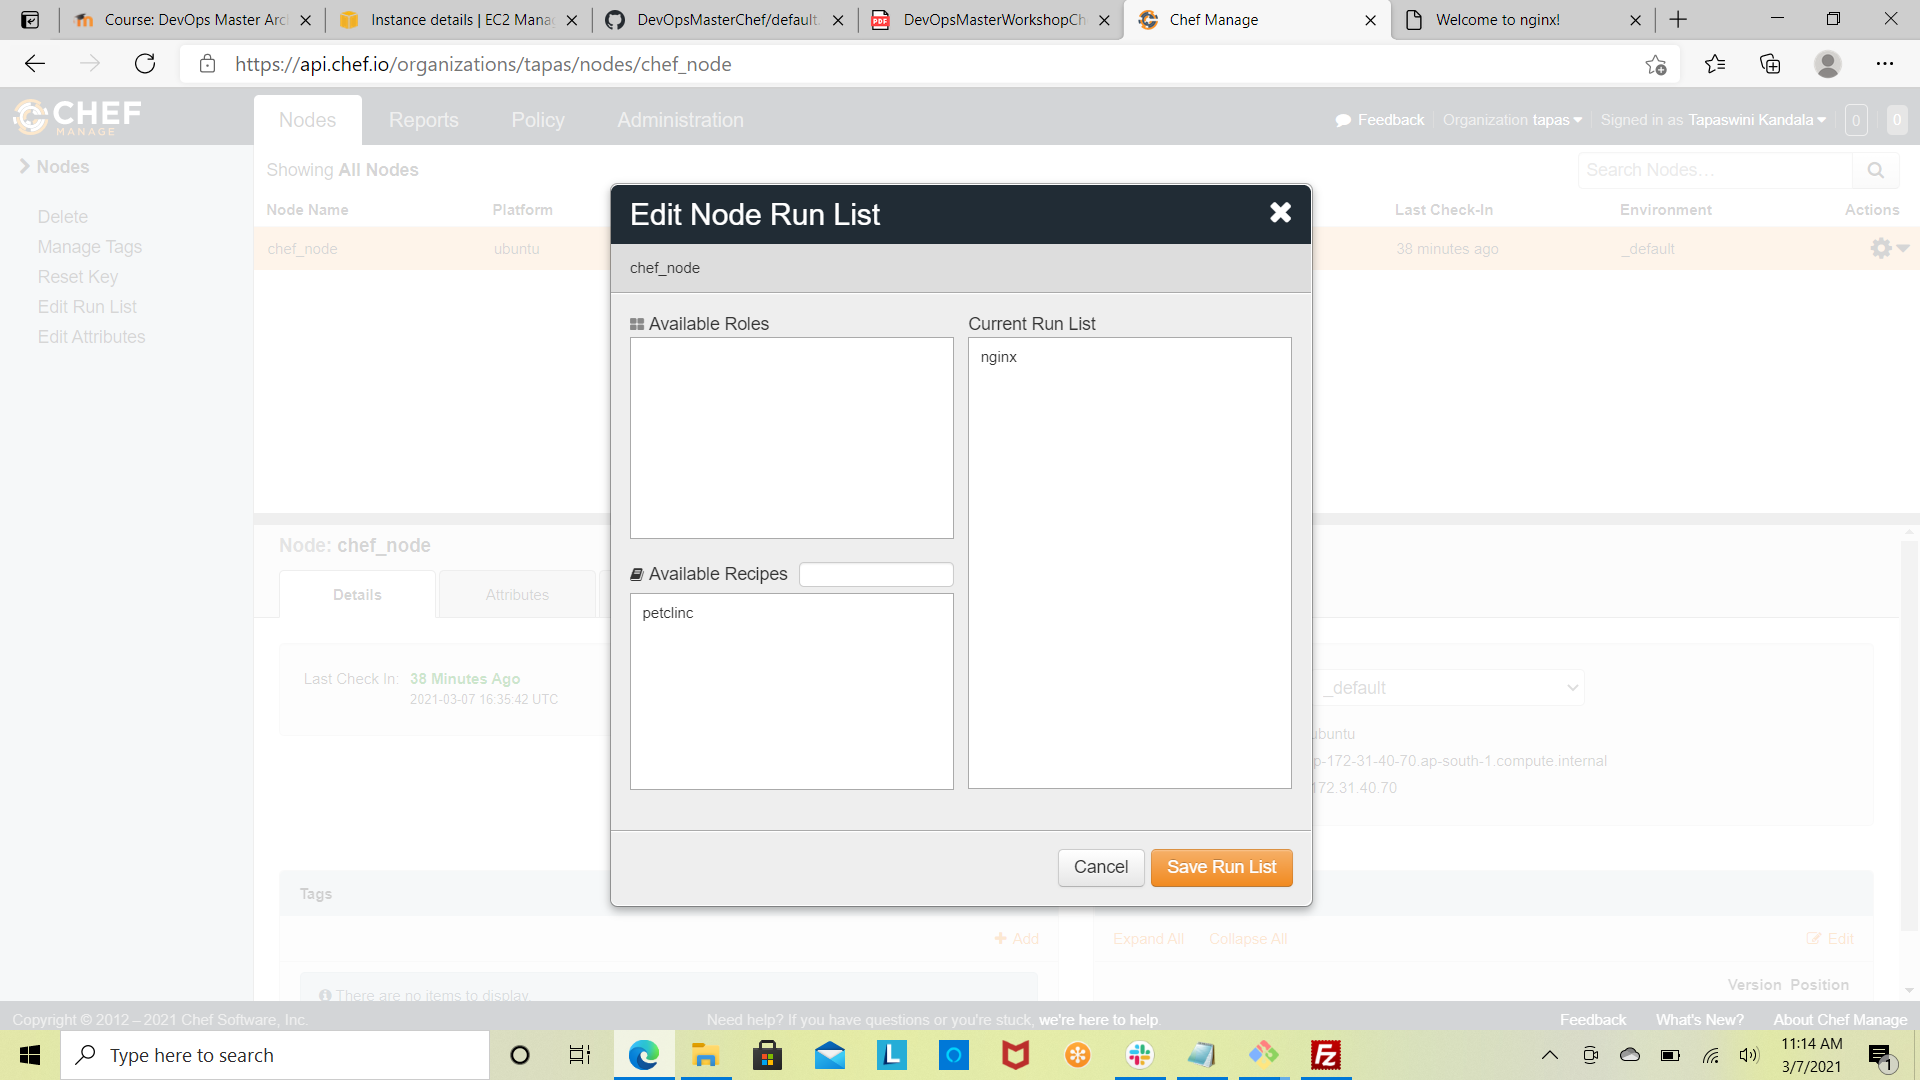 Course: DevOps Master Arc
Instance details | EC2 Mana
DevOpsMasterChef/default.
DevOpsMasterWorkshopCh
Chef Manage
Welcome to nginx!
https://api.chef.io/organizations/tapas/nodes/chef_node
CHEF
MANAGE
Nodes
Reports
Policy
Administration
Feedback
Organization tapas
Signed in as Tapaswini Kandala
0
0
Nodes
Delete
Manage Tags
Reset Key
Edit Run List
Edit Attributes
Showing All Nodes
Search Nodes...
Node Name
Platform
Last Check-In
Environment
Actions
chef_node
ubuntu
38 minutes ago
_default
Edit Node Run List
chef_node
Available Roles
Current Run List
nginx
Available Recipes
petclinc
Cancel
Save Run List
Node: chef_node
Details
Attributes
Last Check In: 38 Minutes Ago
2021-03-07 16:35:42 UTC
_default
ubuntu
p-172-31-40-70.ap-south-1.compute.internal
172.31.40.70
Tags
Add
There are no items to display.
Expand All
Collapse All
Edit
Version
Position
Copyright © 2012 – 2021 Chef Software, Inc.
Need help? If you have questions or you're stuck, we're here to help.
Feedback
What's New?
About Chef Manage
Type here to search
11:14 AM
3/7/2021
1